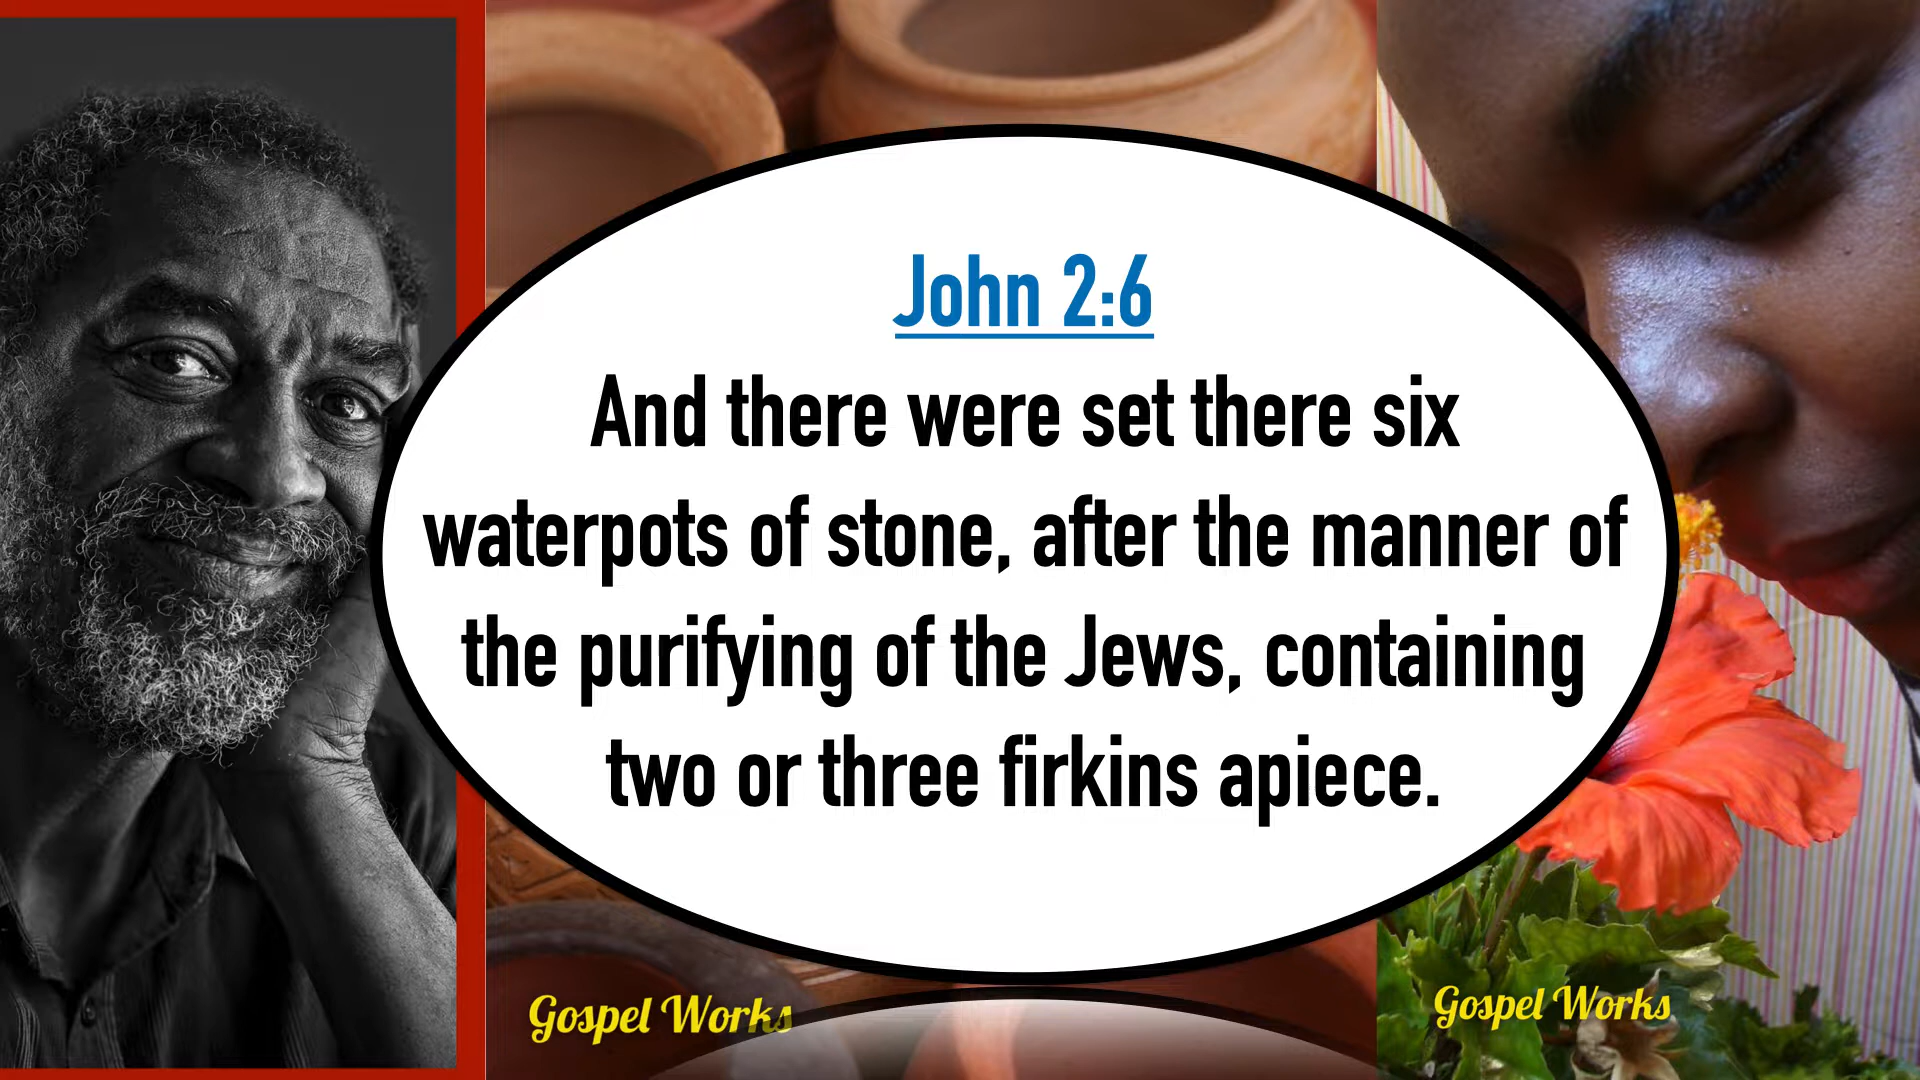 John 2:6
And there were set there six
waterpots of stone, after the manner of
the purifying of the Jews, containing
two or three firkins apiece.
Gospel Works
Gospel Works